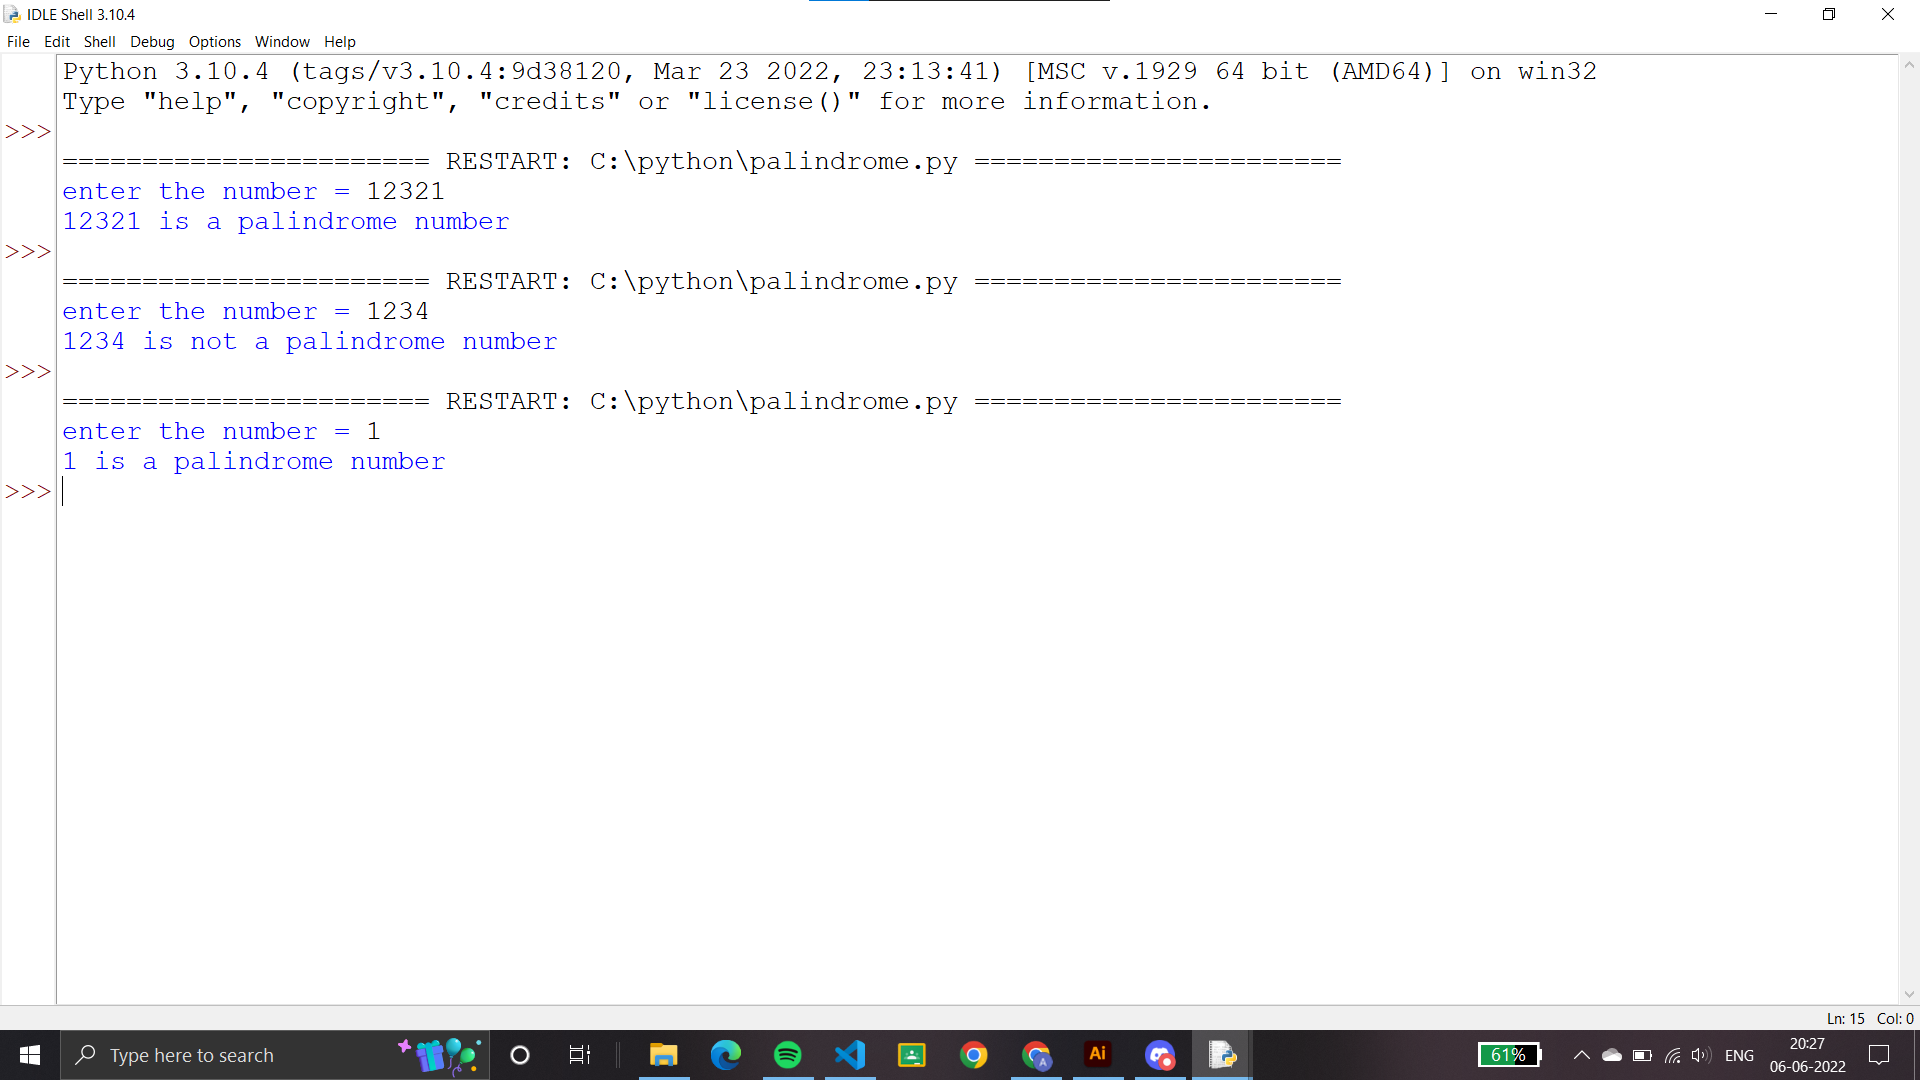 IDLE Shell 3.10.4
File Edit Shell Debug Options Window Help
Python 3.10.4 (tags/v3.10.4:9d38120, Mar 23 2022, 23:13:41) [MSC v.1929 64 bit (AMD64)] on win32
Type "help", "copyright", "credits" or "license()" for more information.
>>>
======================= RESTART: C:\python\palindrome.py =======================
enter the number = 12321
12321 is a palindrome number
>>>
======================= RESTART: C:\python\palindrome.py =======================
enter the number = 1234
1234 is not a palindrome number
>>>
======================= RESTART: C:\python\palindrome.py =======================
enter the number = 1
1 is a palindrome number
>>>
Ln: 15 Col: 0
Type here to search
A
Ai
61%
ENG
20:27
06-06-2022